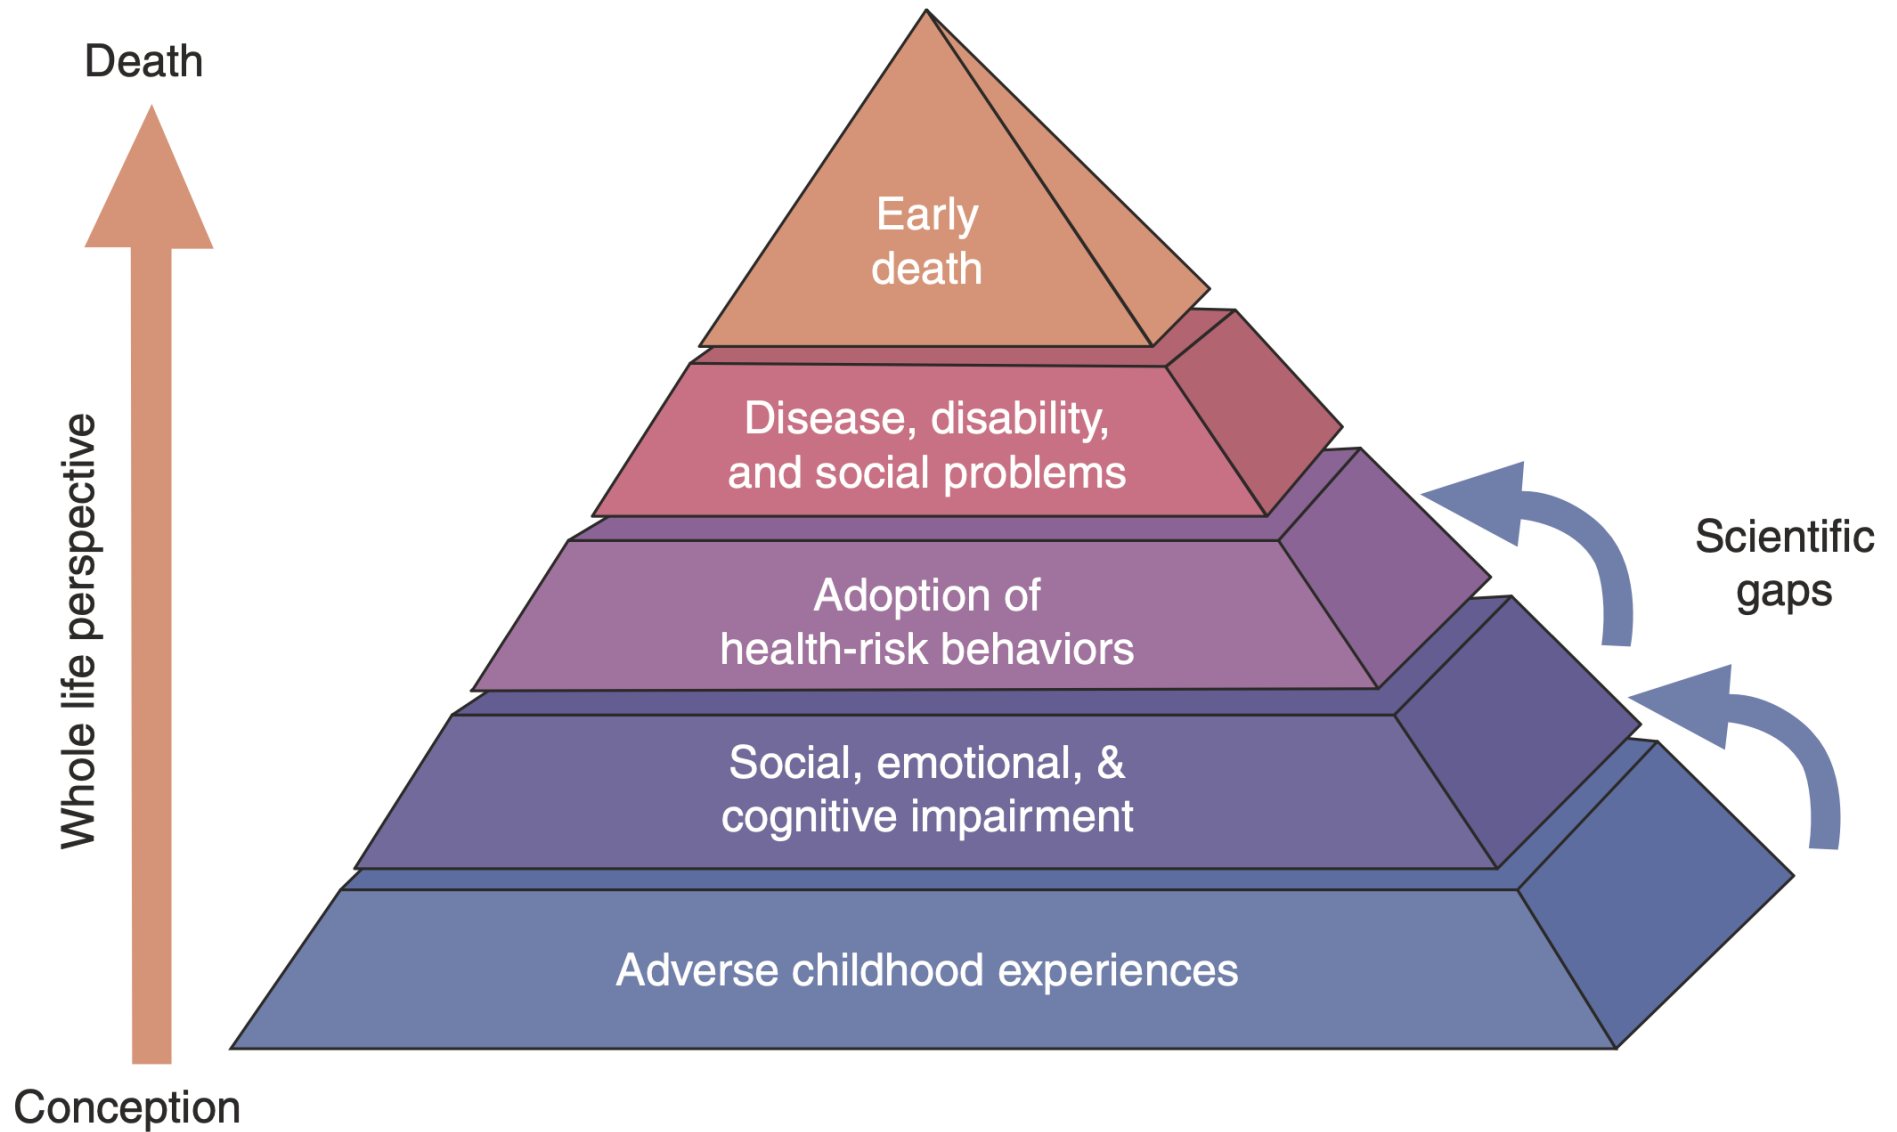 Death
Whole life perspective
Conception
Early
death
Disease, disability,
and social problems
Adoption of
health-risk behaviors
Social, emotional, &
cognitive impairment
Adverse childhood experiences
Scientific
gaps